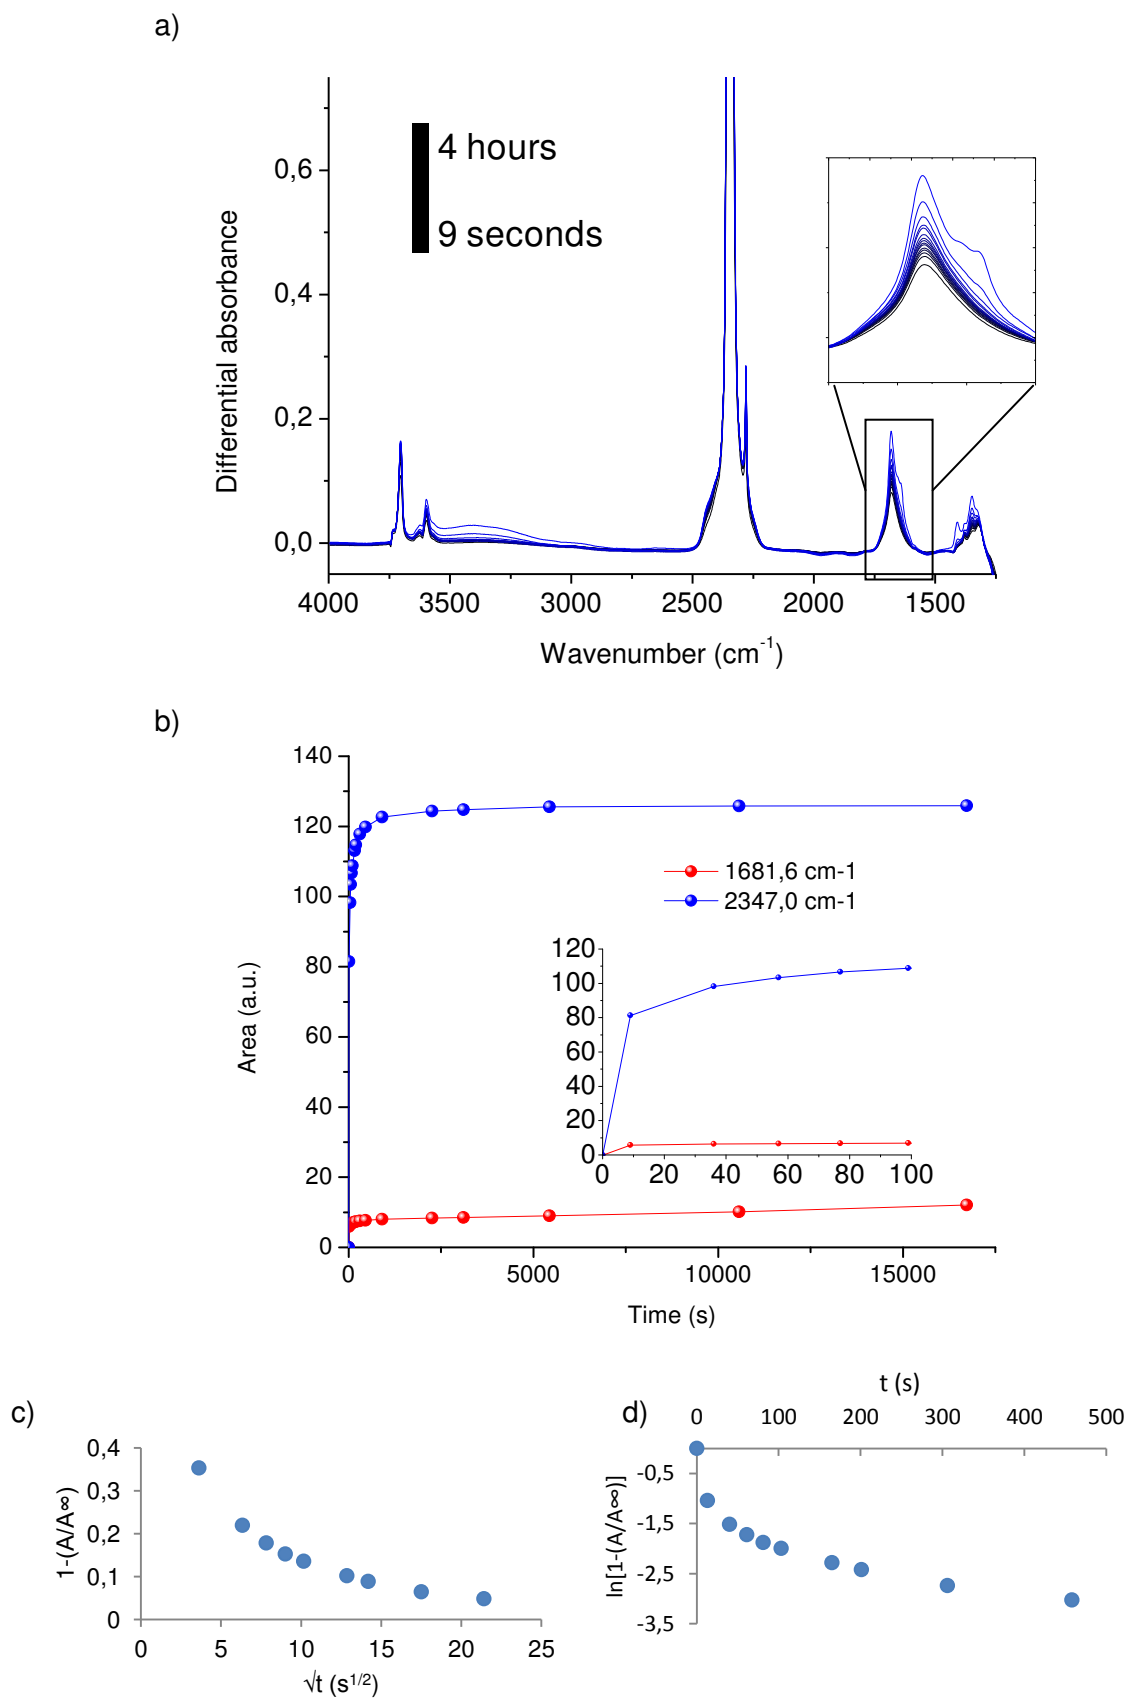 a)
4 hours
9 seconds
0,6
0,4
0,2
0,0
Differential absorbance
4000 3500 3000 2500 2000 1500
Wavenumber (cm-1)
b)
140
120
100
80
60
40
20
0
Area (a.u.)
1681,6 cm-1
2347,0 cm-1
120
100
80
60
40
20
0
0 20 40 60 80 100
0 5000 10000 15000
Time (s)
c)
0,4
0,3
0,2
0,1
0
1-(A/A∞)
0 5 10 15 20 25
√t (s1/2)
d)
t (s)
0 100 200 300 400 500
-0,5
-1,5
-2,5
-3,5
ln[1-(A/A∞)]